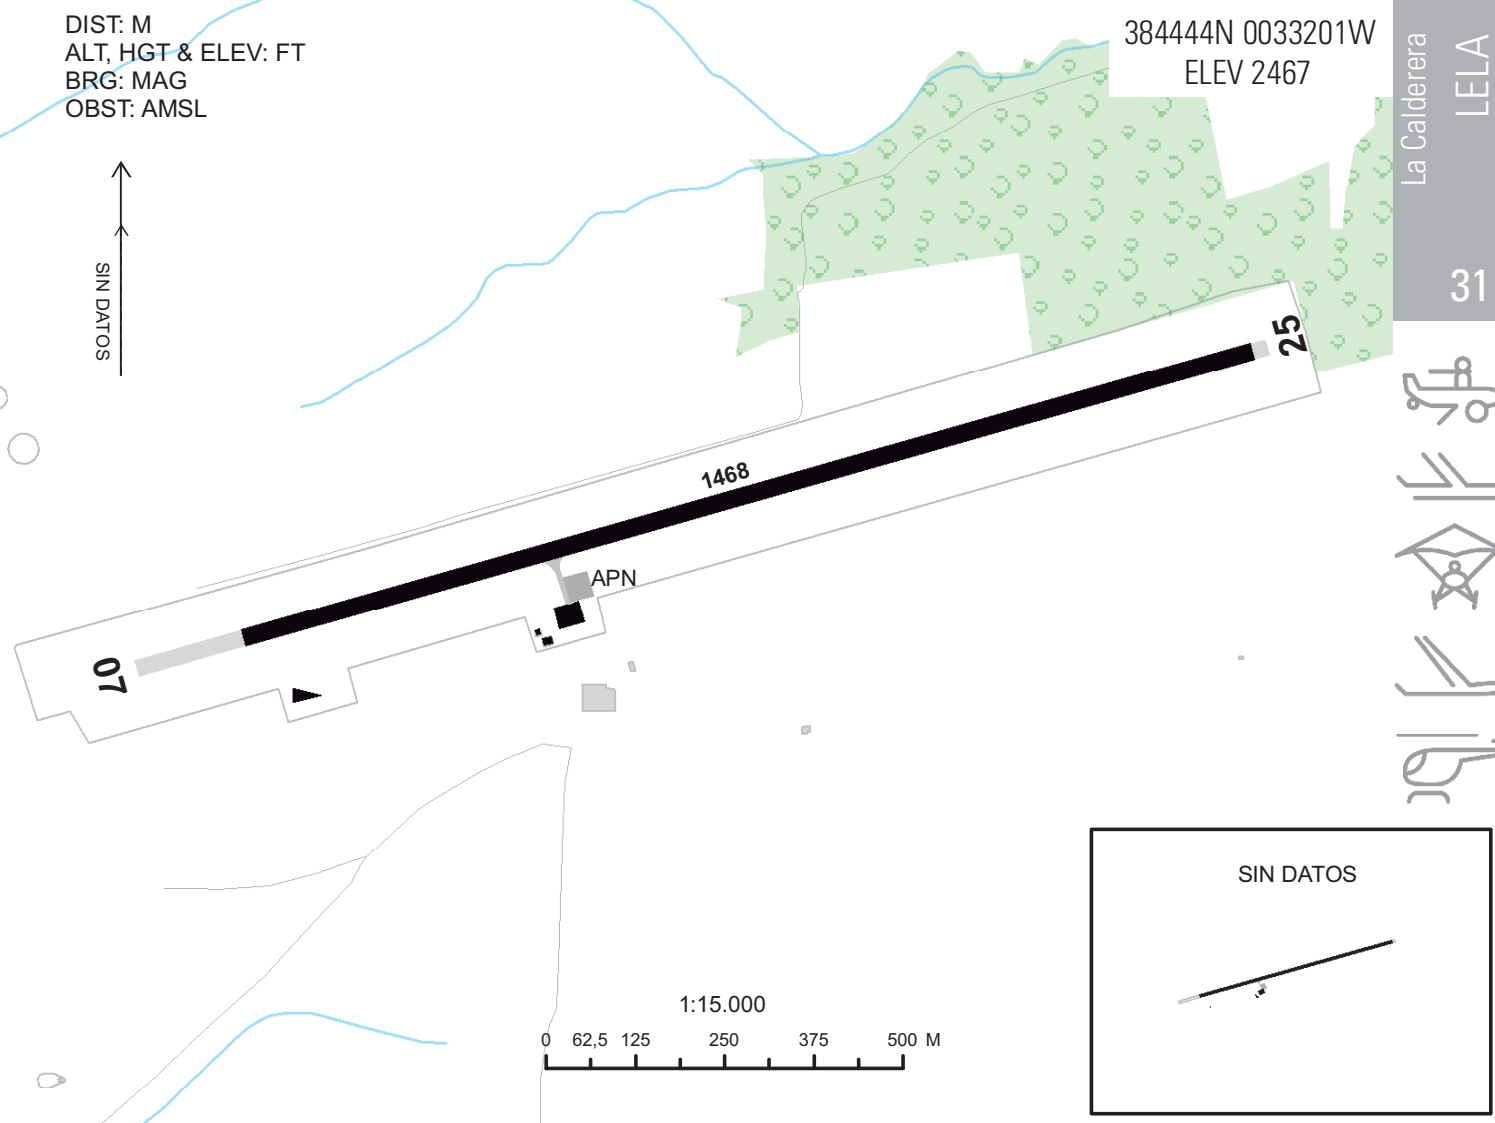 DIST: M
ALT, HGT & ELEV: FT
BRG: MAG
OBST: AMSL
384444N 0033201W
ELEV 2467
La Calderera
LELA
31
SIN DATOS
25
1468
APN
07
SIN DATOS
1:15.000
0 62,5 125 250 375 500 M